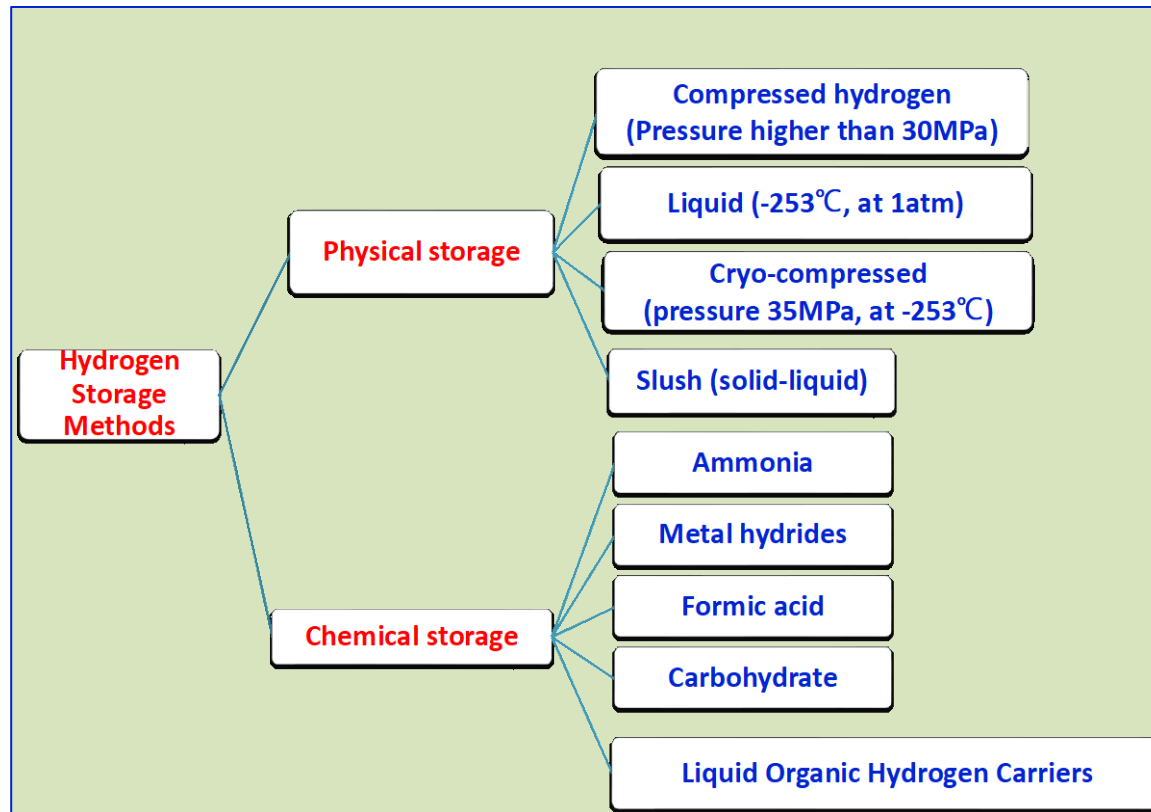 Compressed hydrogen
(Pressure higher than 30MPa)
Liquid (-253℃, at 1atm)
Physical storage
Cryo-compressed
(pressure 35MPa, at -253℃)
Hydrogen
Storage
Methods
Slush (solid-liquid)
Ammonia
Metal hydrides
Formic acid
Chemical storage
Carbohydrate
Liquid Organic Hydrogen Carriers